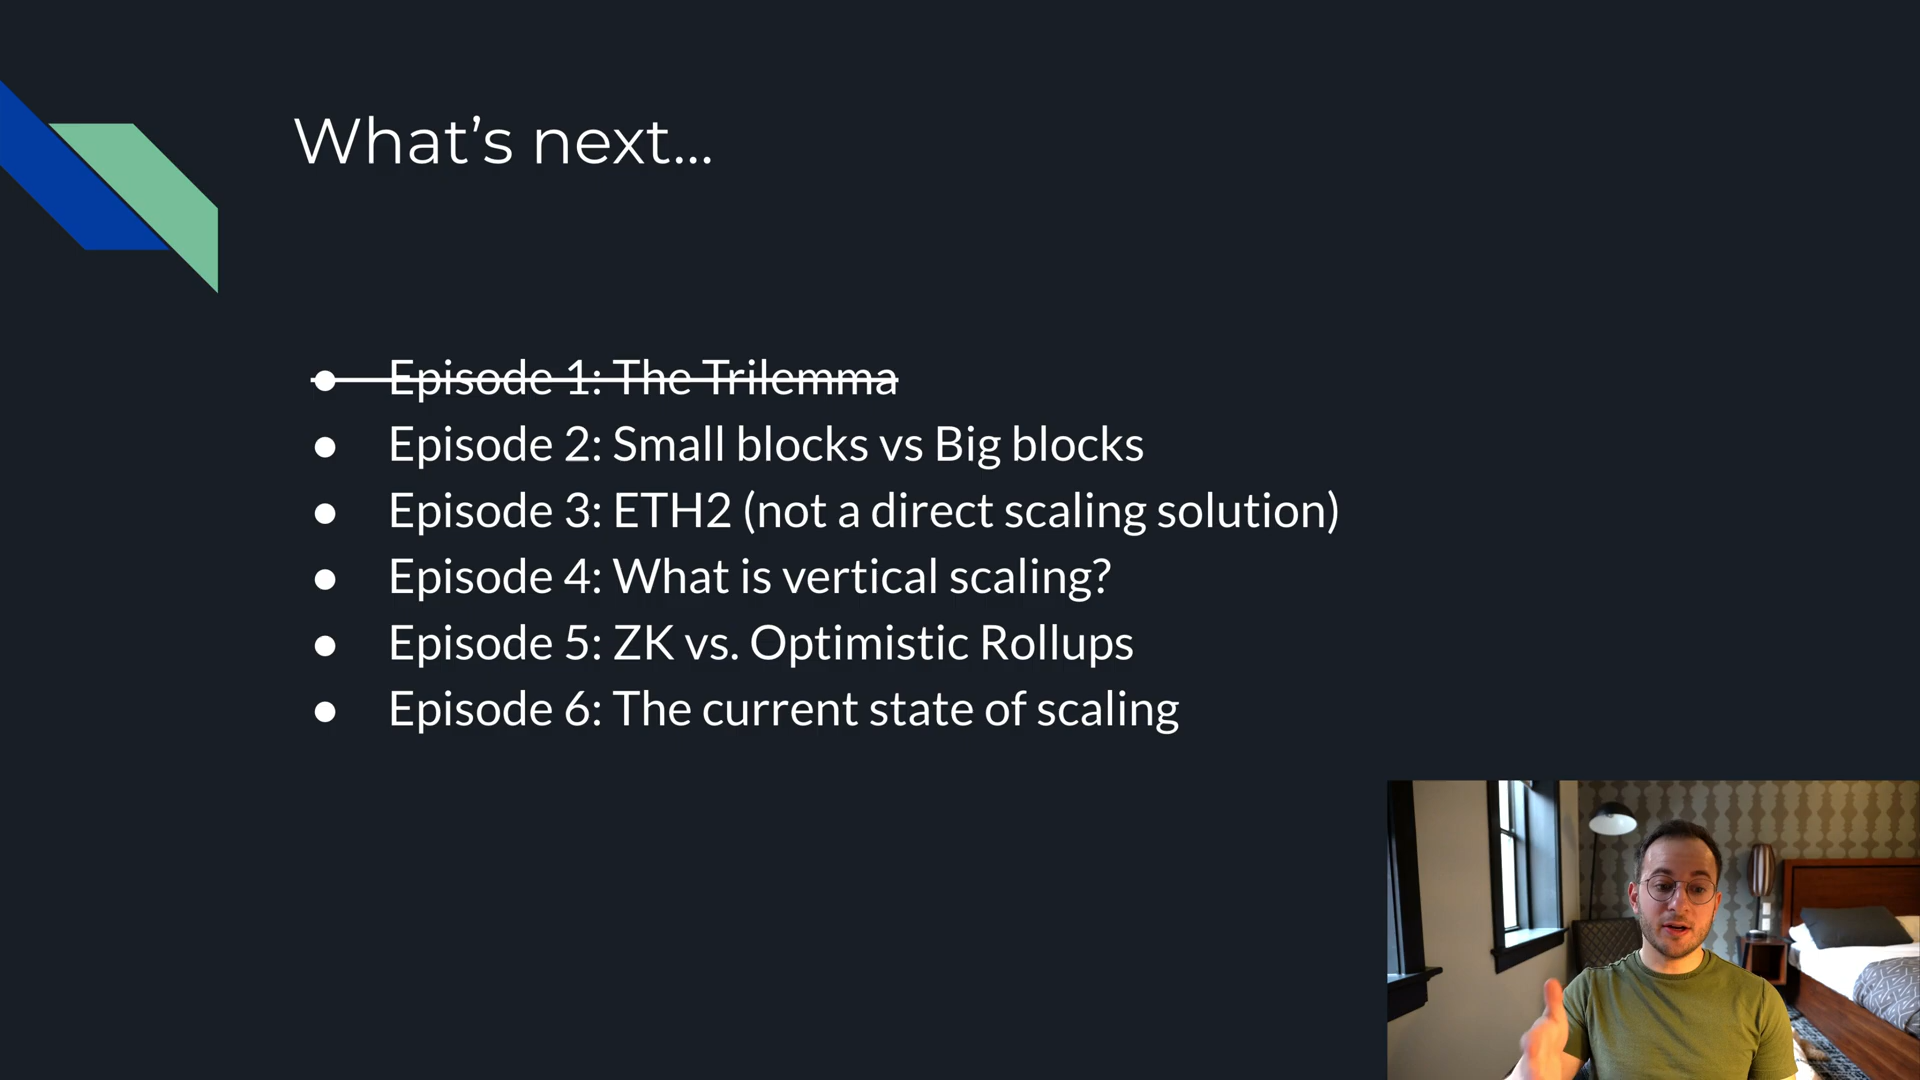 What’s next...
● Episode 1: The Trilemma
● Episode 2: Small blocks vs Big blocks
● Episode 3: ETH2 (not a direct scaling solution)
● Episode 4: What is vertical scaling?
● Episode 5: ZK vs. Optimistic Rollups
● Episode 6: The current state of scaling